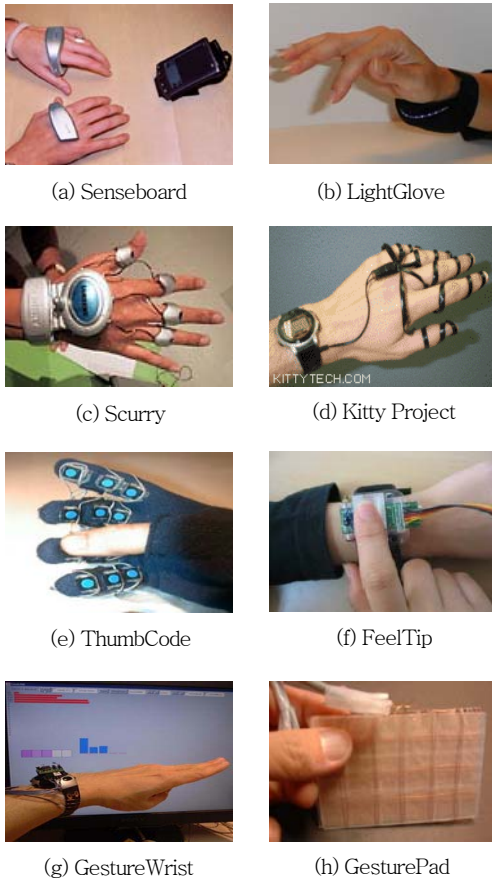 (a) Senseboard
(b) LightGlove
(c) Scurry
KITTYTECH.COM
(d) Kitty Project
(e) ThumbCode
(f) FeelTip
(g) GestureWrist
(h) GesturePad